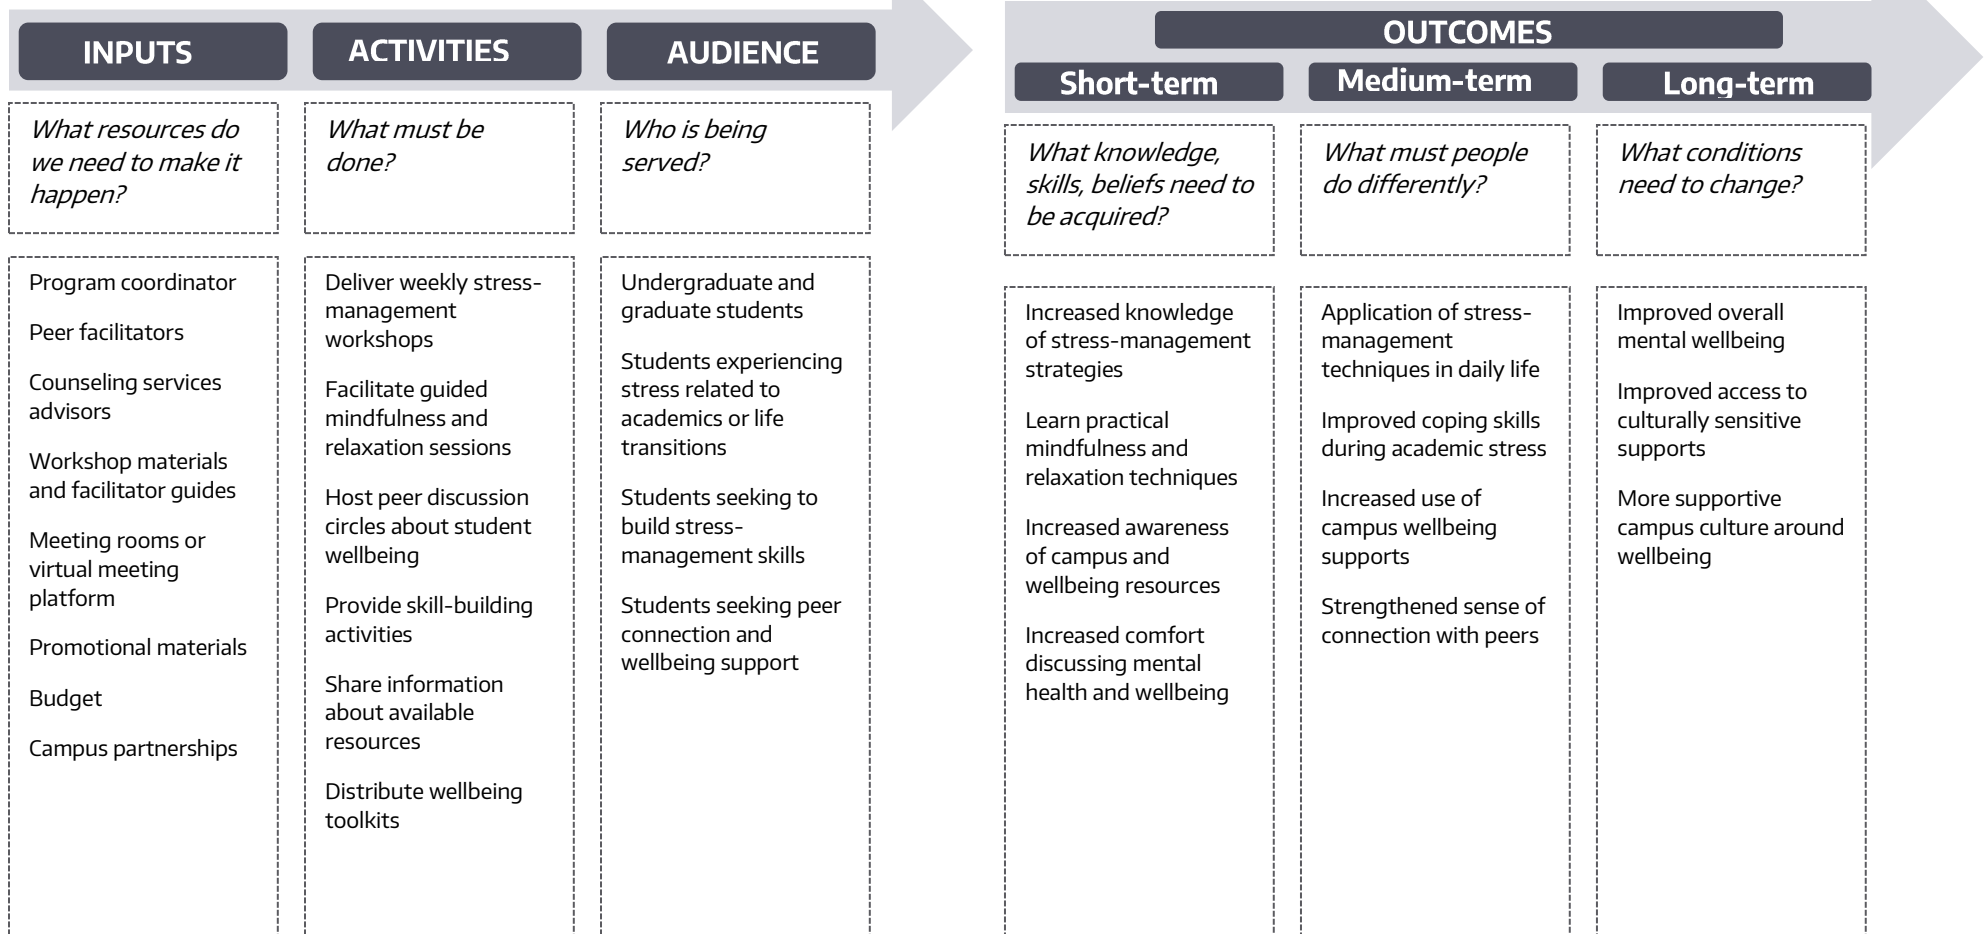 INPUTS
ACTIVITIES
AUDIENCE
What resources do
we need to make it
happen?
What must be
done?
Who is being
served?
Program coordinator
Peer facilitators
Counseling services
advisors
Workshop materials
and facilitator guides
Meeting rooms or
virtual meeting
platform
Promotional materials
Budget
Campus partnerships
Deliver weekly stress-
management
workshops
Facilitate guided
mindfulness and
relaxation sessions
Host peer discussion
circles about student
wellbeing
Provide skill-building
activities
Share information
about available
resources
Distribute wellbeing
toolkits
Undergraduate and
graduate students
Students experiencing
stress related to
academics or life
transitions
Students seeking to
build stress-
management skills
Students seeking peer
connection and
wellbeing support
OUTCOMES
Short-term
Medium-term
Long-term
What knowledge,
skills, beliefs need to
be acquired?
What must people
do differently?
What conditions
need to change?
Increased knowledge
of stress-management
strategies
Learn practical
mindfulness and
relaxation techniques
Increased awareness
of campus and
wellbeing resources
Increased comfort
discussing mental
health and wellbeing
Application of stress-
management
techniques in daily life
Improved coping skills
during academic stress
Increased use of
campus wellbeing
supports
Strengthened sense of
connection with peers
Improved overall
mental wellbeing
Improved access to
culturally sensitive
supports
More supportive
campus culture around
wellbeing